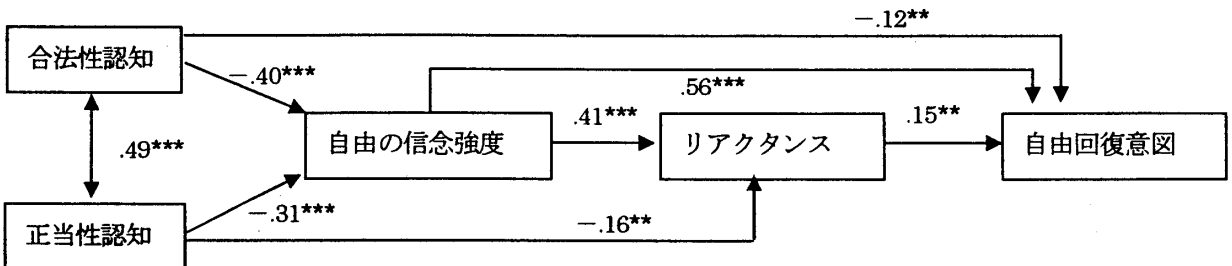 −.12**
合法性認知
−.40***
.56***
.49***
自由の信念強度
.41***
リアクタンス
.15**
自由回復意図
−.31***
正当性認知
−.16**